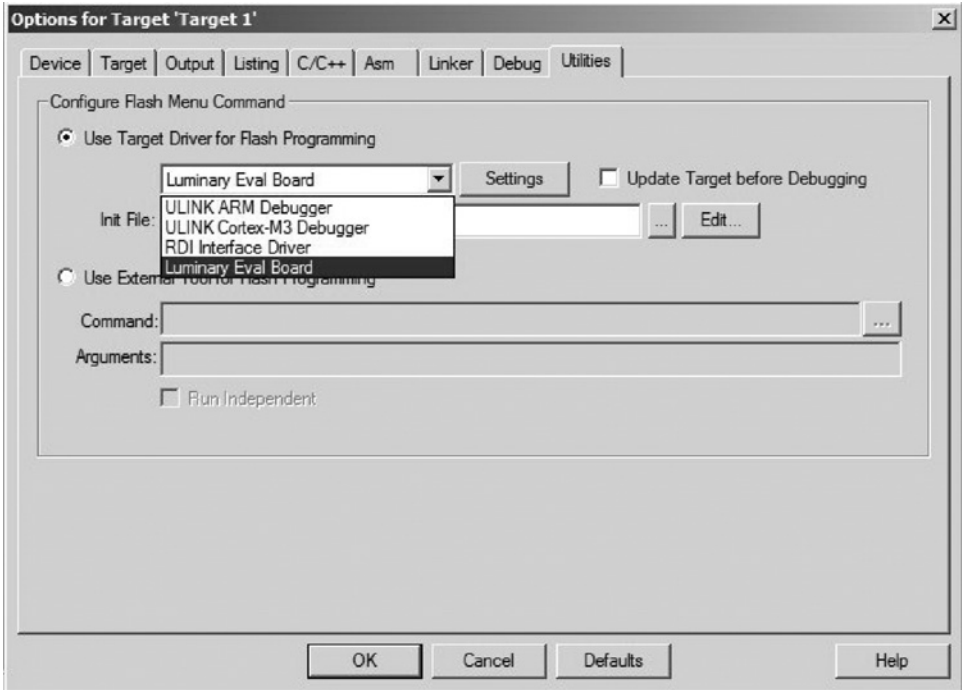 Options for Target 'Target 1'
Device Target Output Listing C/C++ Asm Linker Debug Utilities
Configure Flash Menu Command
Use Target Driver for Flash Programming
Luminary Eval Board Settings Update Target before Debugging
ULINK ARM Debugger
Init File: ... Edit...
ULINK Cortex-M3 Debugger
RDI Interface Driver
Luminary Eval Board
Use External Tool for Flash Programming
Command: ...
Arguments:
Run Independent
OK Cancel Defaults Help